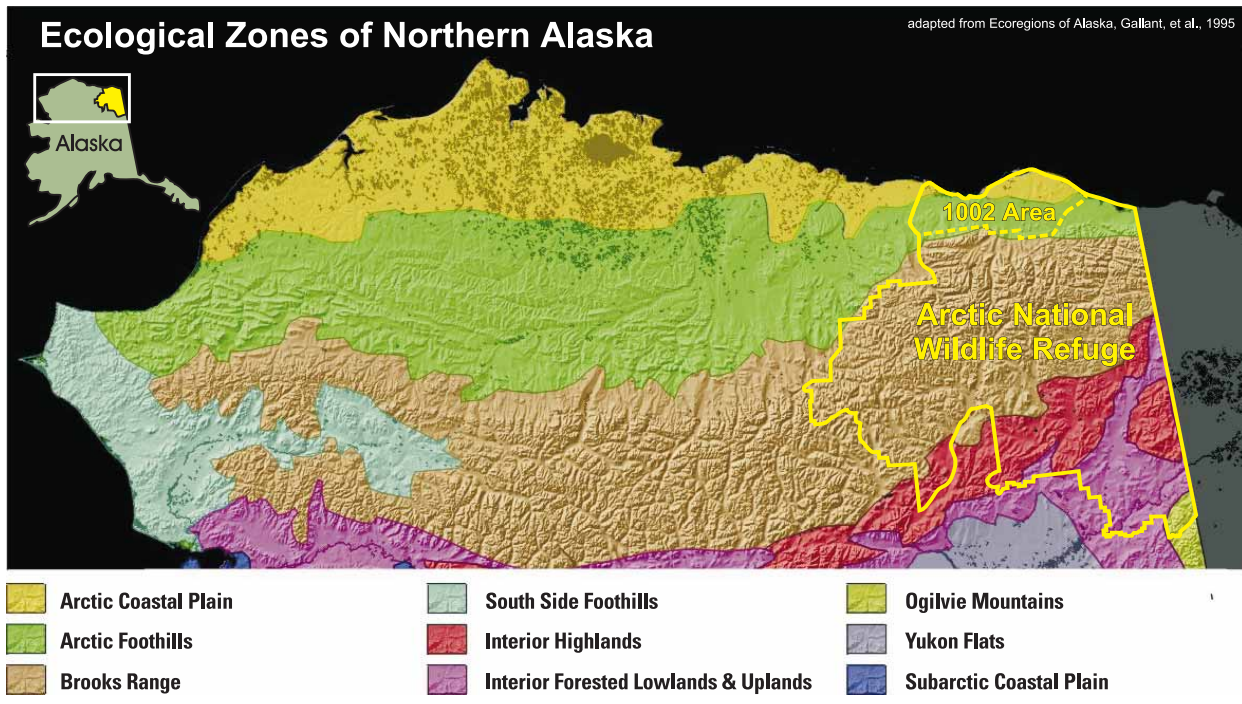 Ecological Zones of Northern Alaska
adapted from Ecoregions of Alaska, Gallant, et al., 1995
Alaska
1002 Area
Arctic National
Wildlife Refuge
Arctic Coastal Plain
Arctic Foothills
Brooks Range
South Side Foothills
Interior Highlands
Interior Forested Lowlands & Uplands
Ogilvie Mountains
Yukon Flats
Subarctic Coastal Plain